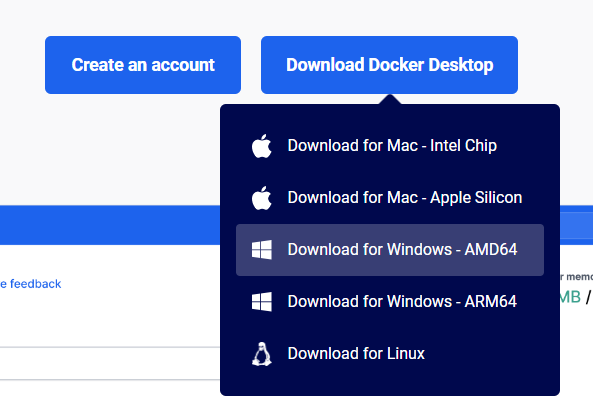 Create an account
Download Docker Desktop
Download for Mac - Intel Chip
Download for Mac - Apple Silicon
Download for Windows - AMD64
Download for Windows - ARM64
Download for Linux
e feedback
r memo
MB /